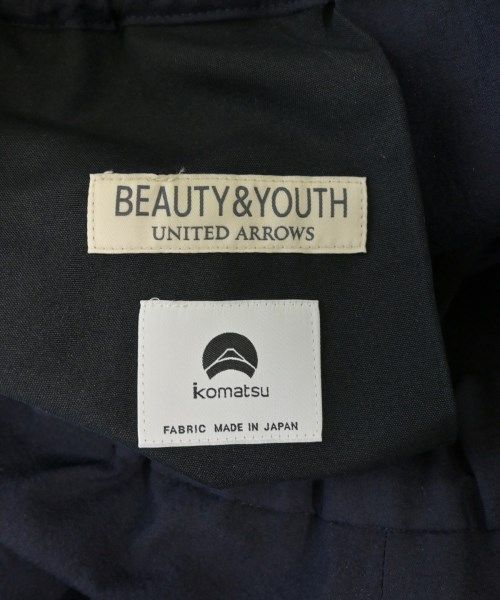 BEAUTY&YOUTH
UNITED ARROWS
komatsu
FABRIC MADE IN JAPAN